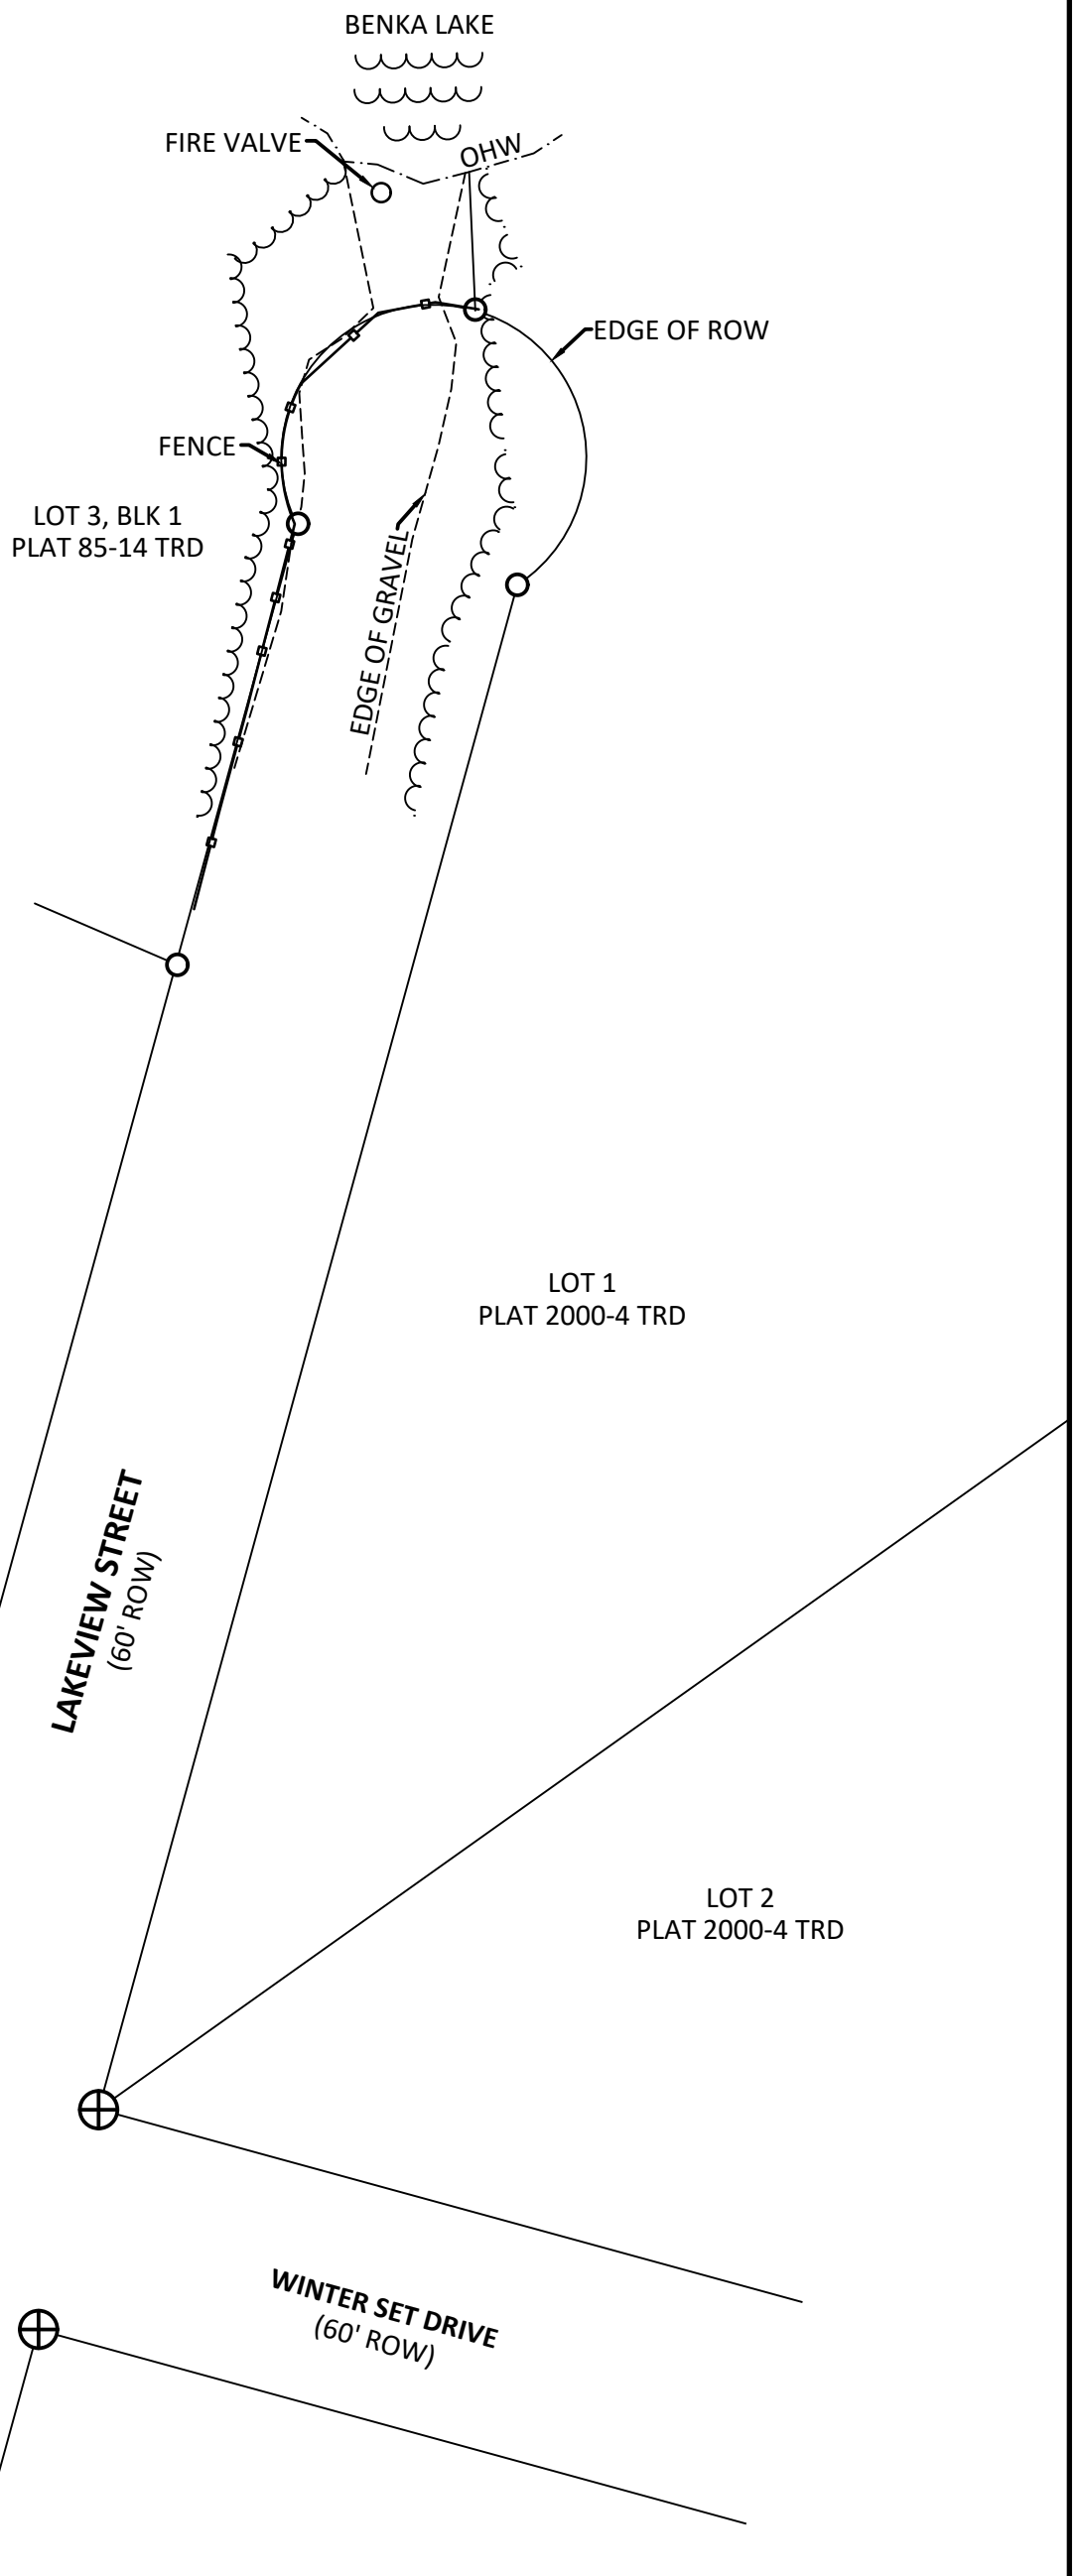 BENKA LAKE
FIRE VALVE
OHW
EDGE OF ROW
FENCE
LOT 3, BLK 1
PLAT 85-14 TRD
EDGE OF GRAVEL
LOT 1
PLAT 2000-4 TRD
LAKEVIEW STREET
(60' ROW)
LOT 2
PLAT 2000-4 TRD
WINTER SET DRIVE
(60' ROW)